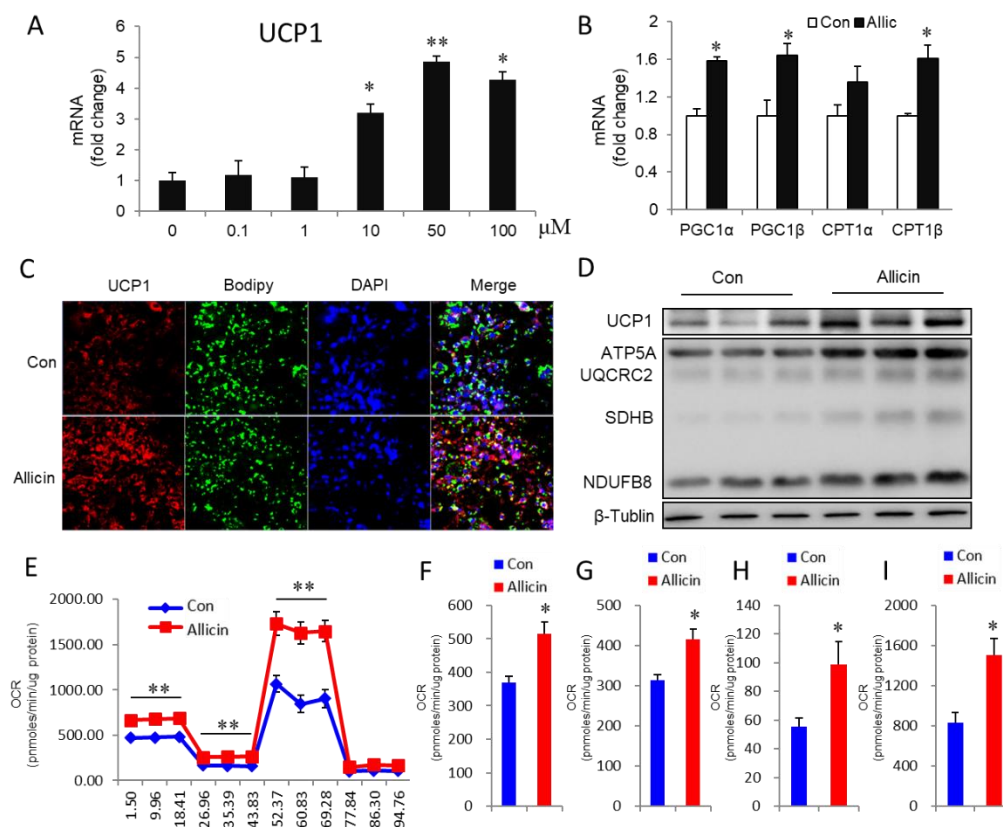 A
UCP1
mRNA
(fold change)
6
5
4
3
2
1
0
0 0.1 1 10 50 100 μM
* ** *
B
Con Allic
mRNA
(fold change)
2
1.6
1.2
0.8
0.4
0
* * *
PGC1α PGC1β CPT1α CPT1β
C
UCP1 Bodipy DAPI Merge
Con
Allicin
D
Con Allicin
UCP1
ATP5A
UQCRC2
SDHB
NDUFB8
β-Tublin
E
Con
Allicin
OCR
(pnmoles/min/ug protein)
2000.00
1500.00
1000.00
500.00
0.00
** ** **
1.50 9.96 18.41 26.96 35.39 43.83 52.37 60.83 69.28 77.84 86.30 94.76
F
Con
Allicin
OCR
(pnmoles/min/ug protein)
600
500
400
300
200
100
0
*
G
Con
Allicin
OCR
(pnmoles/min/ug protein)
500
400
300
200
100
0
*
H
Con
Allicin
OCR
(pnmoles/min/ug protein)
140
120
100
80
60
40
20
0
*
I
Con
Allicin
OCR
(pnmoles/min/ug protein)
2000
1600
1200
800
400
0
*